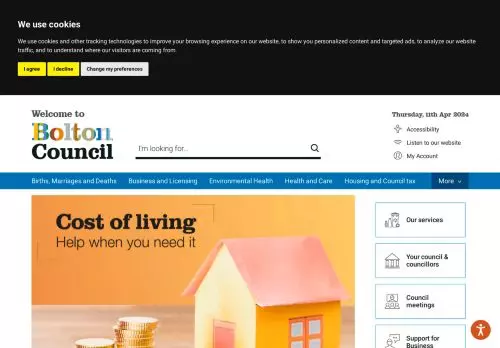 We use cookies
We use cookies and other tracking technologies to improve your browsing experience on our website, to show you personalized content and targeted ads, to analyze our website
traffic, and to understand where our visitors are coming from.
I agree
I decline
Change my preferences
Welcome to
Bolton
Council
I'm looking for...
Thursday, 11th Apr 2024
Accessibility
Listen to our website
My Account
Births, Marriages and Deaths
Business and Licensing
Environmental Health
Health and Care
Housing and Council tax
More
Cost of living
Help when you need it
Our services
Your council &
councillors
Council
meetings
Support for
Business